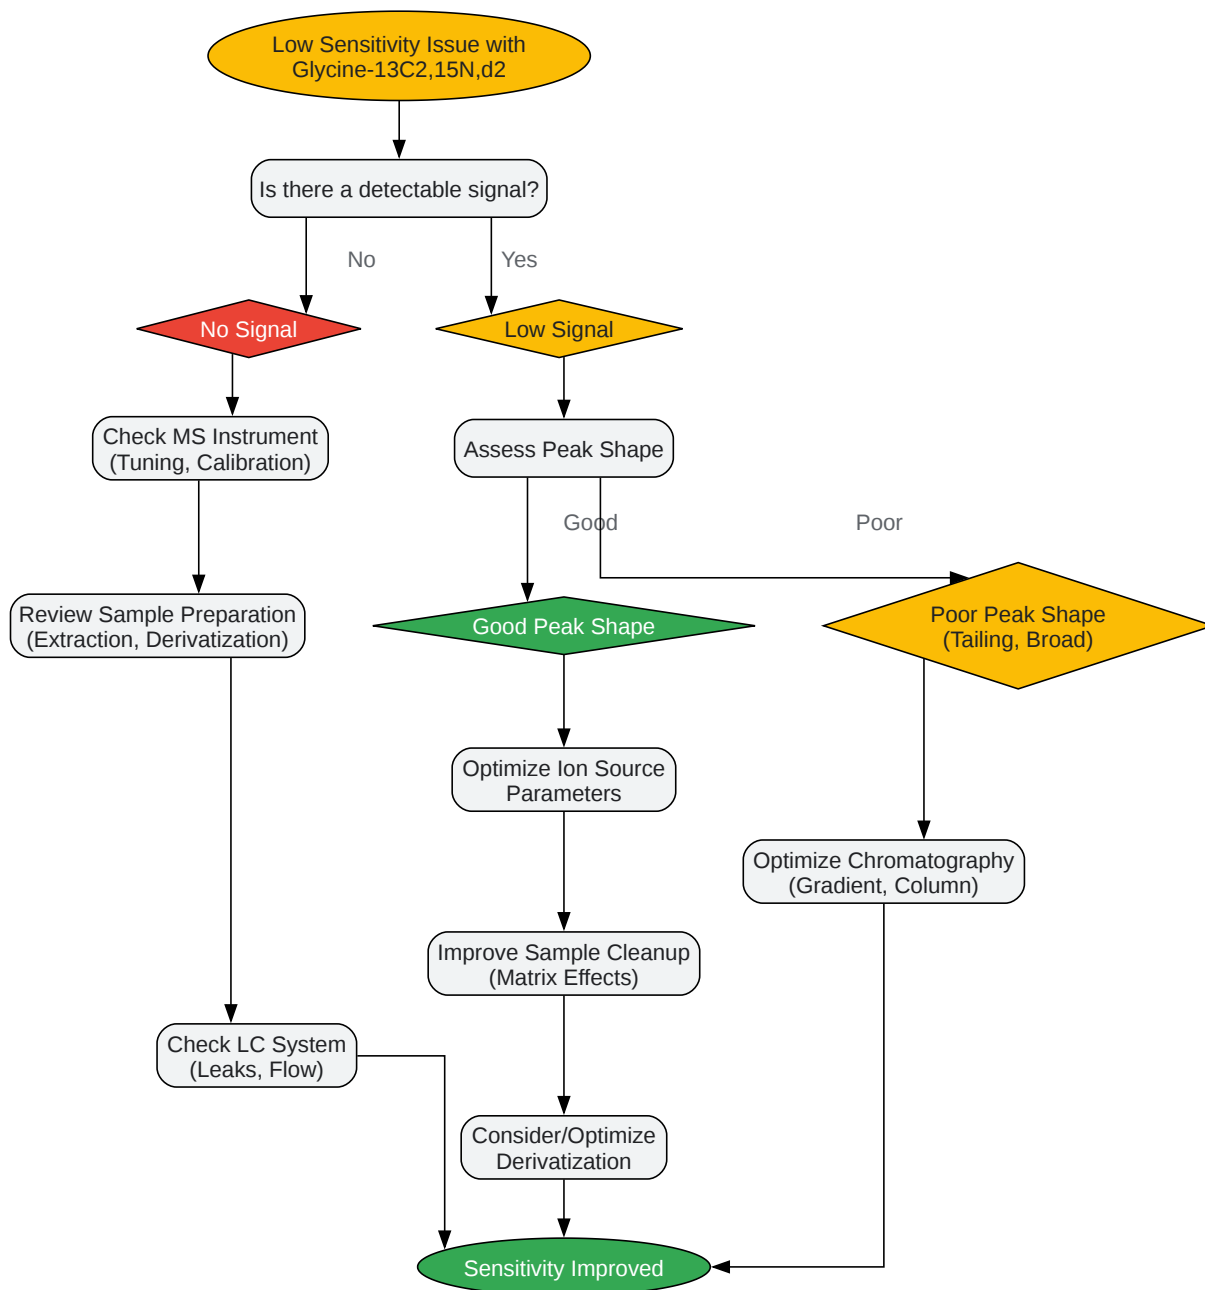 Low Sensitivity Issue with
Glycine-13C2,15N,d2
Is there a detectable signal?
No
Yes
No Signal
Low Signal
Check MS Instrument
(Tuning, Calibration)
Assess Peak Shape
Good
Poor
Review Sample Preparation
(Extraction, Derivatization)
Good Peak Shape
Poor Peak Shape
(Tailing, Broad)
Optimize Ion Source
Parameters
Optimize Chromatography
(Gradient, Column)
Improve Sample Cleanup
(Matrix Effects)
Check LC System
(Leaks, Flow)
Consider/Optimize
Derivatization
Sensitivity Improved